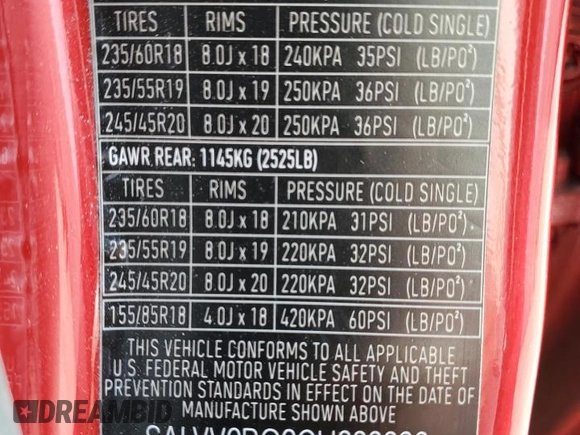 TIRES RIMS PRESSURE (COLD SINGLE)
235/60R18 8.0J x 18 240KPA 35PSI (LB/PO²)
235/55R19 8.0J x 19 250KPA 36PSI (LB/PO²)
245/45R20 8.0J x 20 250KPA 36PSI (LB/PO²)
GAWR REAR: 1145KG (2525LB)
TIRES RIMS PRESSURE (COLD SINGLE)
235/60R18 8.0J x 18 210KPA 31PSI (LB/PO²)
235/55R19 8.0J x 19 220KPA 32PSI (LB/PO²)
245/45R20 8.0J x 20 220KPA 32PSI (LB/PO²)
155/85R18 4.0J x 18 420KPA 60PSI (LB/PO²)
THIS VEHICLE CONFORMS TO ALL APPLICABLE
U.S. FEDERAL MOTOR VEHICLE SAFETY AND THEFT
PREVENTION STANDARDS IN EFFECT ON THE DATE OF
MANUFACTURE SHOWN ABOVE
EpicVIN